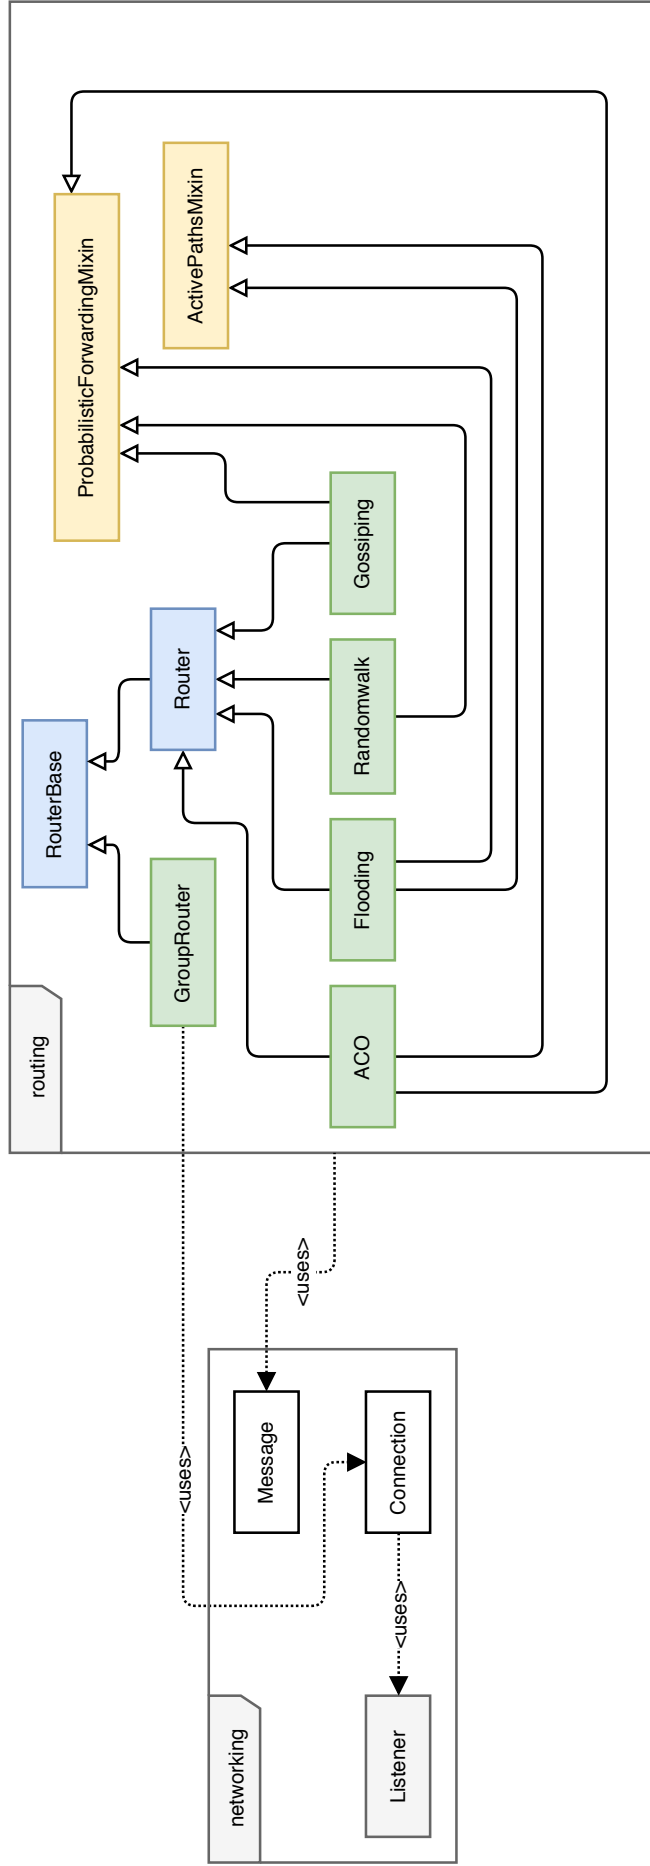 networking
Listener
<uses>
Connection
Message
<uses>
<uses>
routing
RouterBase
GroupRouter
Router
ProbabilisticForwardingMixin
ActivePathsMixin
ACO
Flooding
Randomwalk
Gossiping